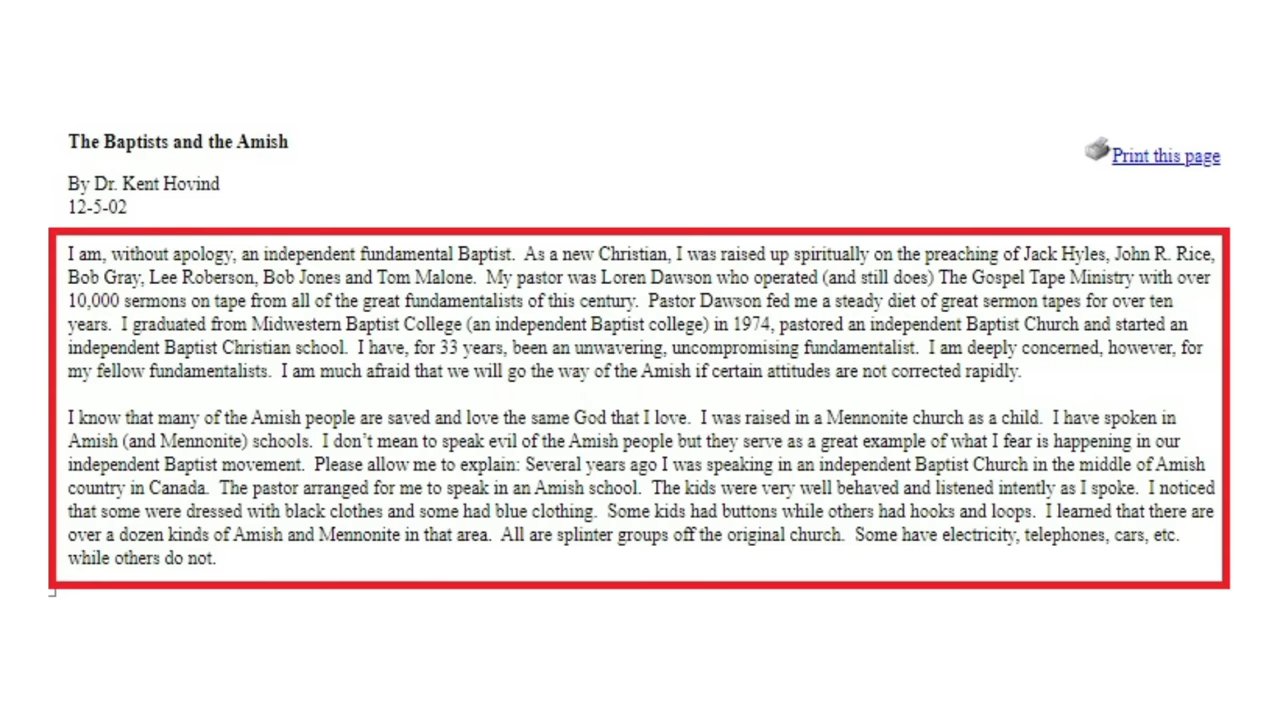 The Baptists and the Amish
Print this page
By Dr. Kent Hovind
12-5-02
I am, without apology, an independent fundamental Baptist. As a new Christian, I was raised up spiritually on the preaching of Jack Hyles, John R. Rice,
Bob Gray, Lee Roberson, Bob Jones and Tom Malone. My pastor was Loren Dawson who operated (and still does) The Gospel Tape Ministry with over
10,000 sermons on tape from all of the great fundamentalists of this century. Pastor Dawson fed me a steady diet of great sermon tapes for over ten
years. I graduated from Midwestern Baptist College (an independent Baptist college) in 1974, pastored an independent Baptist Church and started an
independent Baptist Christian school. I have, for 33 years, been an unwavering, uncompromising fundamentalist. I am deeply concerned, however, for
my fellow fundamentalists. I am much afraid that we will go the way of the Amish if certain attitudes are not corrected rapidly.
I know that many of the Amish people are saved and love the same God that I love. I was raised in a Mennonite church as a child. I have spoken in
Amish (and Mennonite) schools. I don't mean to speak evil of the Amish people but they serve as a great example of what I fear is happening in our
independent Baptist movement. Please allow me to explain: Several years ago I was speaking in an independent Baptist Church in the middle of Amish
country in Canada. The pastor arranged for me to speak in an Amish school. The kids were very well behaved and listened intently as I spoke. I noticed
that some were dressed with black clothes and some had blue clothing. Some kids had buttons while others had hooks and loops. I learned that there are
over a dozen kinds of Amish and Mennonite in that area. All are splinter groups off the original church. Some have electricity, telephones, cars, etc.
while others do not.